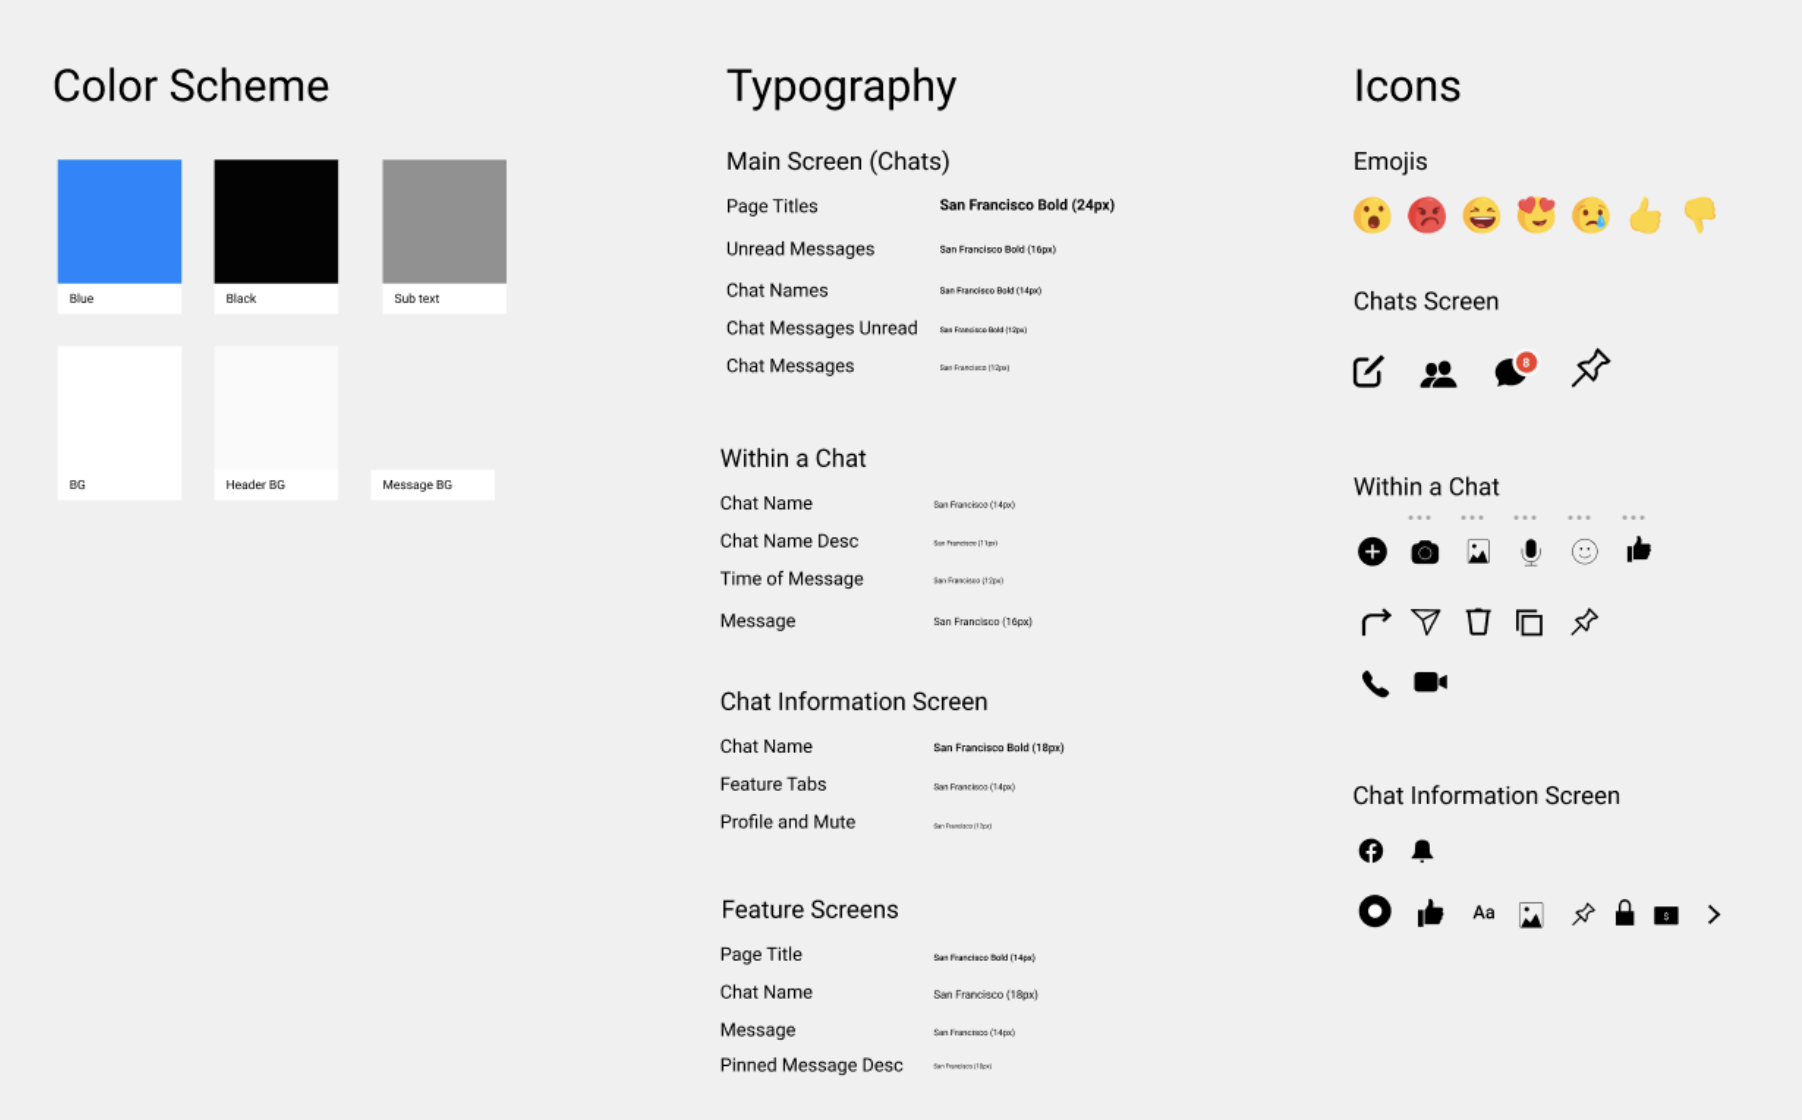 Color Scheme
Blue
Black
Sub text
BG
Header BG
Message BG
Typography
Main Screen (Chats)
Page Titles San Francisco Bold (24px)
Unread Messages San Francisco Bold (16px)
Chat Names San Francisco Bold (14px)
Chat Messages Unread San Francisco Bold (12px)
Chat Messages San Francisco (12px)
Within a Chat
Chat Name San Francisco (14px)
Chat Name Desc San Francisco (11px)
Time of Message San Francisco (12px)
Message San Francisco (16px)
Chat Information Screen
Chat Name San Francisco Bold (18px)
Feature Tabs San Francisco (14px)
Profile and Mute San Francisco
Feature Screens
Page Title San Francisco Bold (14px)
Chat Name San Francisco (18px)
Message San Francisco (14px)
Pinned Message Desc San Francisco
Icons
Emojis
Chats Screen
8
Within a Chat
Chat Information Screen
Aa
$